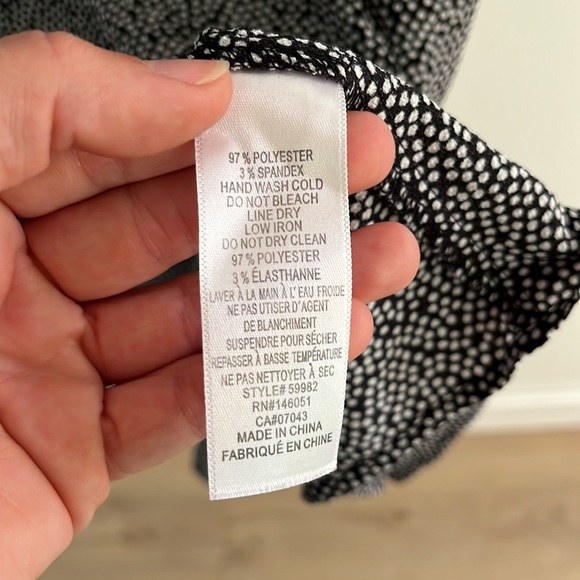 97 % POLYESTER
3 % SPANDEX
HAND WASH COLD
DO NOT BLEACH
LINE DRY
LOW IRON
DO NOT DRY CLEAN
97 % POLYESTER
3 % ÉLASTHANNE
LAVER À LA MAIN À L'EAU FROIDE
NE PAS UTISER D'AGENT
DE BLANCHIMENT
SUSPENDRE POUR SÉCHER
REPASSER À BASSE TEMPÉRATURE
NE PAS NETTOYER À SEC
STYLE# 59982
RN#146051
CA#07043
MADE IN CHINA
FABRIQUÉ EN CHINE